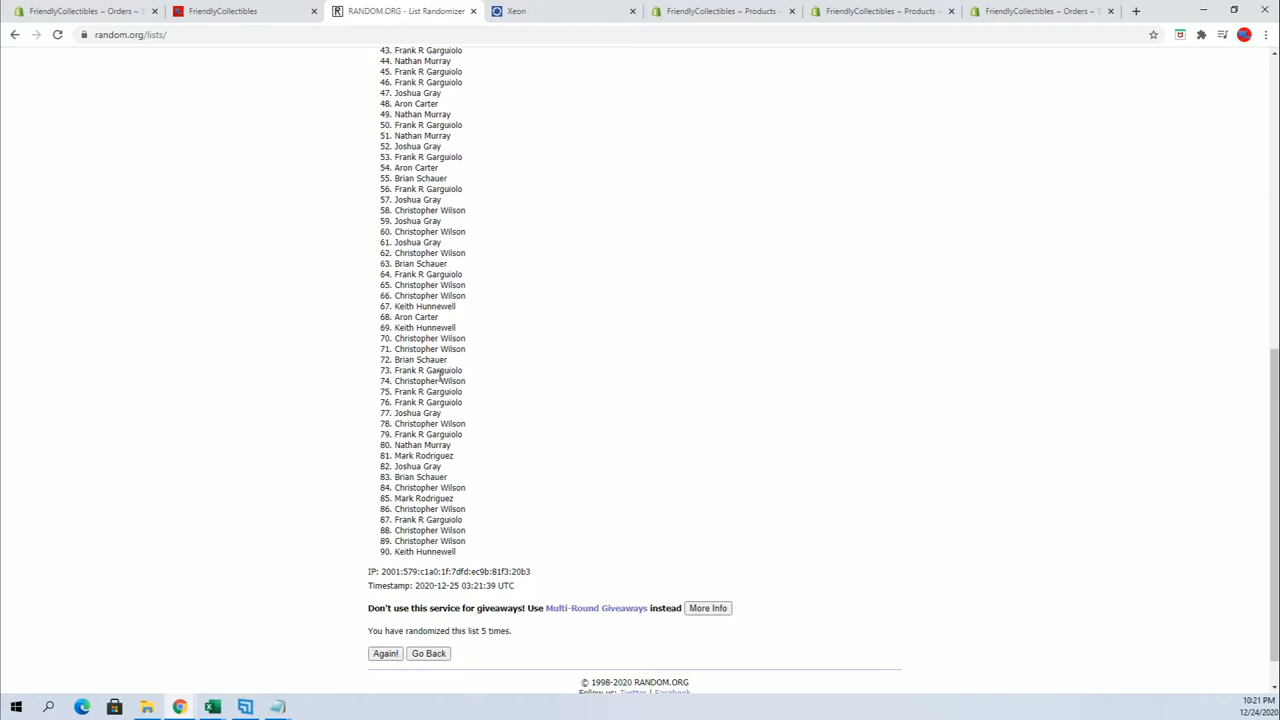 FriendlyCollectibles ~ Orders ~ S
FriendlyCollectibles
RANDOM.ORG - List Randomizer
Xeon
FriendlyCollectibles ~ Products
FriendlyCollectibles ~ Products
FriendlyCollectibles ~ Orders ~ S
random.org/lists/
43. Frank R Garguiolo
44. Nathan Murray
45. Frank R Garguiolo
46. Frank R Garguiolo
47. Joshua Gray
48. Aron Carter
49. Nathan Murray
50. Frank R Garguiolo
51. Nathan Murray
52. Joshua Gray
53. Frank R Garguiolo
54. Aron Carter
55. Brian Schauer
56. Frank R Garguiolo
57. Joshua Gray
58. Christopher Wilson
59. Joshua Gray
60. Christopher Wilson
61. Joshua Gray
62. Christopher Wilson
63. Brian Schauer
64. Frank R Garguiolo
65. Christopher Wilson
66. Christopher Wilson
67. Keith Hunnewell
68. Aron Carter
69. Keith Hunnewell
70. Christopher Wilson
71. Christopher Wilson
72. Brian Schauer
73. Frank R Garguiolo
74. Christopher Wilson
75. Frank R Garguiolo
76. Frank R Garguiolo
77. Joshua Gray
78. Christopher Wilson
79. Frank R Garguiolo
80. Nathan Murray
81. Mark Rodriguez
82. Joshua Gray
83. Brian Schauer
84. Christopher Wilson
85. Mark Rodriguez
86. Christopher Wilson
87. Frank R Garguiolo
88. Christopher Wilson
89. Christopher Wilson
90. Keith Hunnewell
IP: 2001:579:c1a0:1f:7dfd:ec9b:81f3:20b3
Timestamp: 2020-12-25 03:21:39 UTC
Don't use this service for giveaways! Use Multi-Round Giveaways instead More Info
You have randomized this list 5 times.
Again! Go Back
© 1998-2020 RANDOM.ORG
Follow us: Twitter | Facebook
10:21 PM
12/24/2020